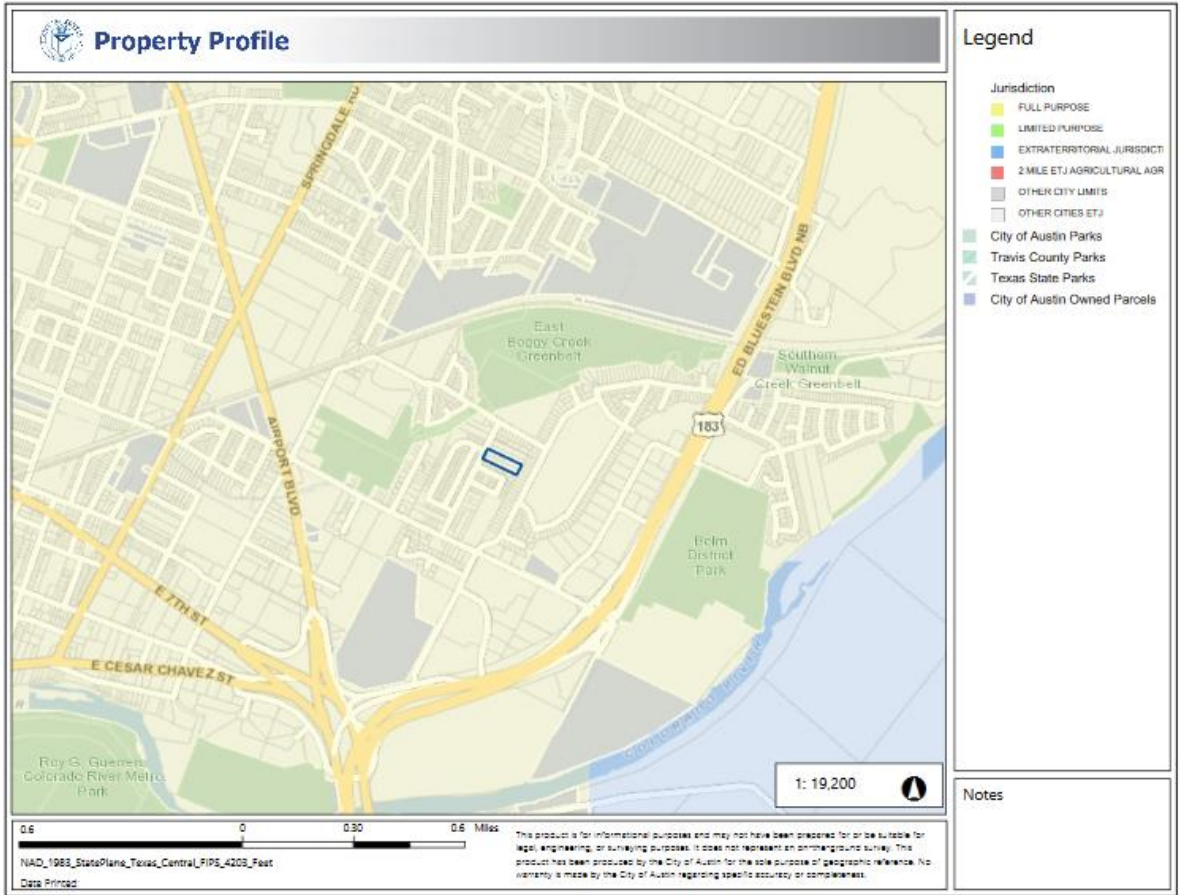 Property Profile
Legend
Jurisdiction
FULL PURPOSE
LIMITED PURPOSE
EXTRATERRITORIAL JURISDICTI
2 MILE ETJ AGRICULTURAL AGR
OTHER CITY LIMITS
OTHER CITIES ETJ
City of Austin Parks
Travis County Parks
Texas State Parks
City of Austin Owned Parcels
SPRINGDALE RD
ED BLUESTEIN BLVD NB
East
Boggy Creek
Greenbelt
Southern
Walnut
Creek Greenbelt
183
AIRPORT BLVD
Bolm
District
Park
E 7TH ST
E CESAR CHAVEZ ST
COLORADO RIVER
Roy G. Guerrero
Colorado River Metro.
Park
1: 19,200
Notes
0.6 0 0.30 0.6 Miles
NAD_1983_StatePlane_Texas_Central_FIPS_4203_Feet
Date Printed:
This product is for informational purposes and may not have been prepared for or be suitable for
legal, engineering, or surveying purposes. It does not represent an on-the-ground survey. This
product has been produced by the City of Austin for the sole purpose of geographic reference. No
warranty is made by the City of Austin regarding specific accuracy or completeness.